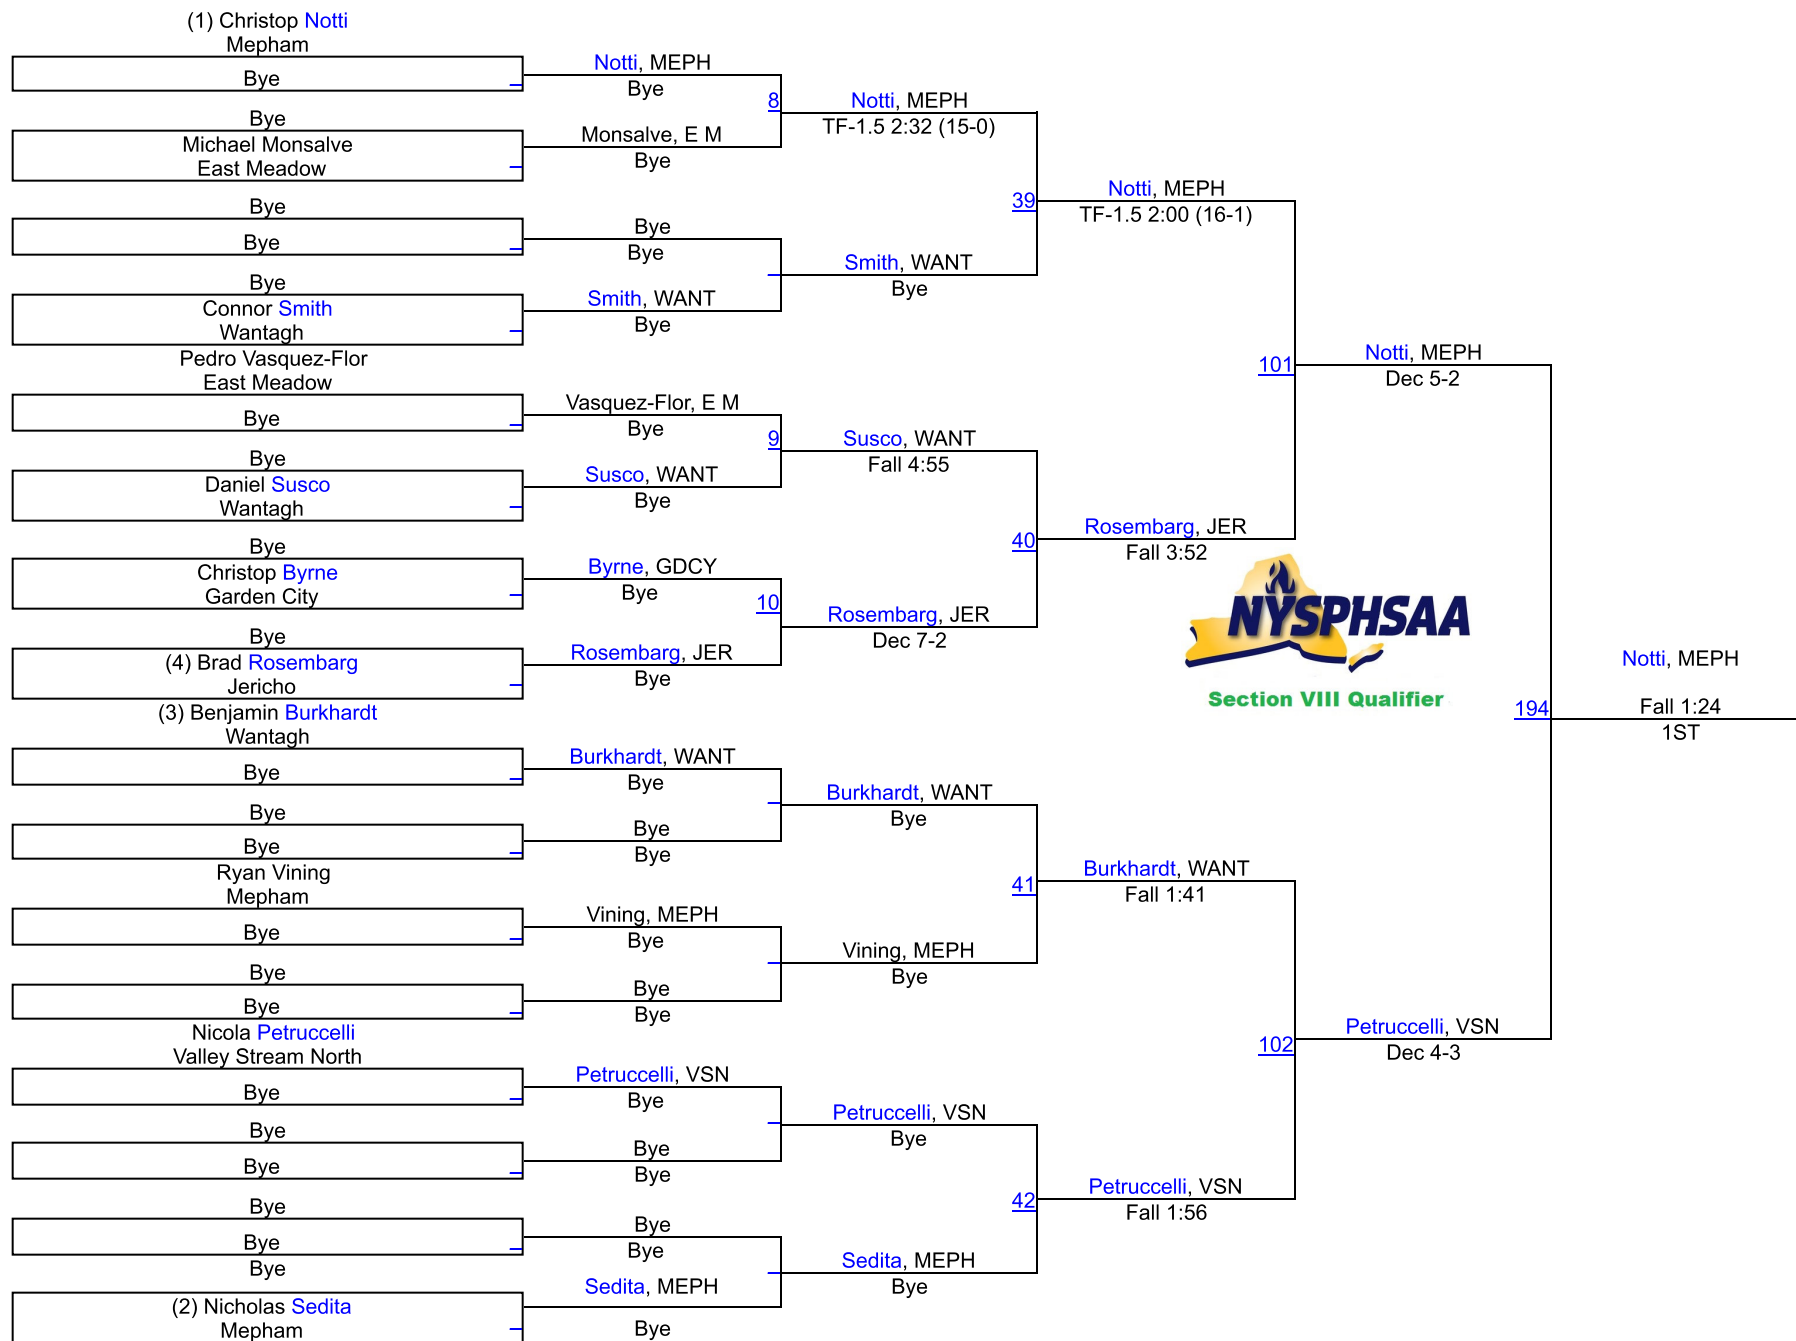 (1) Christop Notti
Mepham
Bye
Bye
Michael Monsalve
East Meadow
Bye
Bye
Bye
Connor Smith
Wantagh
Pedro Vasquez-Flor
East Meadow
Bye
Bye
Daniel Susco
Wantagh
Bye
Christop Byrne
Garden City
Bye
(4) Brad Rosembarg
Jericho
(3) Benjamin Burkhardt
Wantagh
Bye
Bye
Bye
Ryan Vining
Mepham
Bye
Bye
Bye
Nicola Petruccelli
Valley Stream North
Bye
Bye
Bye
Bye
Bye
Bye
(2) Nicholas Sedita
Mepham
Notti, MEPH
Bye
8
Monsalve, E M
Bye
Bye
Bye
Smith, WANT
Bye
Vasquez-Flor, E M
Bye
9
Susco, WANT
Bye
Byrne, GDCY
Bye
10
Rosembarg, JER
Bye
Burkhardt, WANT
Bye
Bye
Bye
Vining, MEPH
Bye
Bye
Bye
Petruccelli, VSN
Bye
Bye
Bye
Bye
Bye
Sedita, MEPH
Bye
Notti, MEPH
TF-1.5 2:32 (15-0)
39
Smith, WANT
Bye
Susco, WANT
Fall 4:55
40
Rosembarg, JER
Dec 7-2
Burkhardt, WANT
Bye
41
Vining, MEPH
Bye
Petruccelli, VSN
Bye
42
Sedita, MEPH
Bye
Notti, MEPH
TF-1.5 2:00 (16-1)
101
Rosembarg, JER
Fall 3:52
NYSPHSAA
Section VIII Qualifier
Burkhardt, WANT
Fall 1:41
102
Petruccelli, VSN
Fall 1:56
Notti, MEPH
Dec 5-2
194
Petruccelli, VSN
Dec 4-3
Notti, MEPH
Fall 1:24
1ST